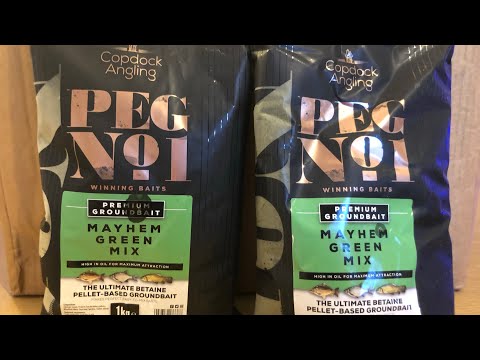 Copdock
Angling
PEG
No1
WINNING BAITS
PREMIUM
GROUNDBAIT
MAYHEM
GREEN
MIX
HIGH IN OIL FOR MAXIMUM ATTRACTION
THE ULTIMATE BETAINE
PELLET-BASED GROUNDBAIT
1kg
Copdock
Angling
PEG
No1
WINNING BAITS
PREMIUM
GROUNDBAIT
MAYHEM
GREEN
MIX
HIGH IN OIL FOR MAXIMUM ATTRACTION
THE ULTIMATE BETAINE
PELLET-BASED GROUNDBAIT